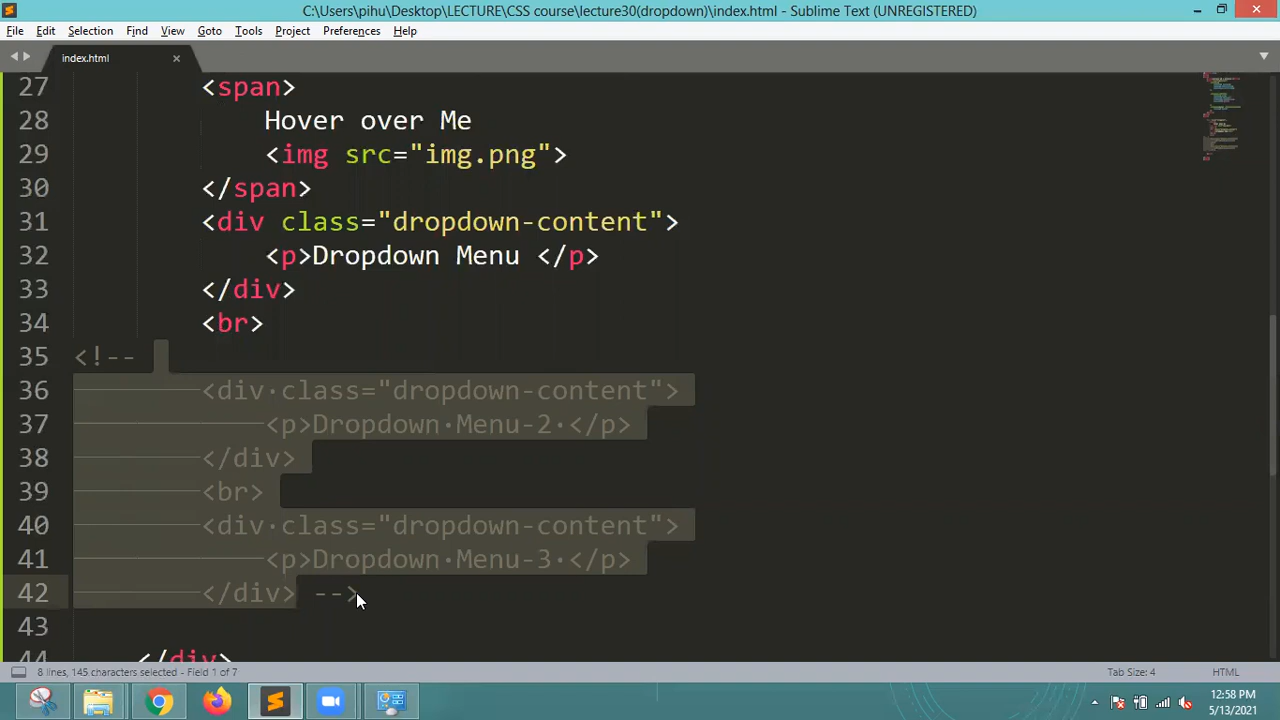 C:\Users\pihu\Desktop\LECTURE\CSS course\lecture30(dropdown)\index.html - Sublime Text (UNREGISTERED)
File Edit Selection Find View Goto Tools Project Preferences Help
index.html
27 <span>
28 Hover over Me
29 <img src="img.png">
30 </span>
31 <div class="dropdown-content">
32 <p>Dropdown Menu </p>
33 </div>
34 <br>
35 <!--
36 <div class="dropdown-content">
37 <p>Dropdown Menu-2 </p>
38 </div>
39 <br>
40 <div class="dropdown-content">
41 <p>Dropdown Menu-3 </p>
42 </div> -->
43
44 </div>
8 lines, 145 characters selected - Field 1 of 7 Tab Size: 4 HTML
12:58 PM
5/13/2021